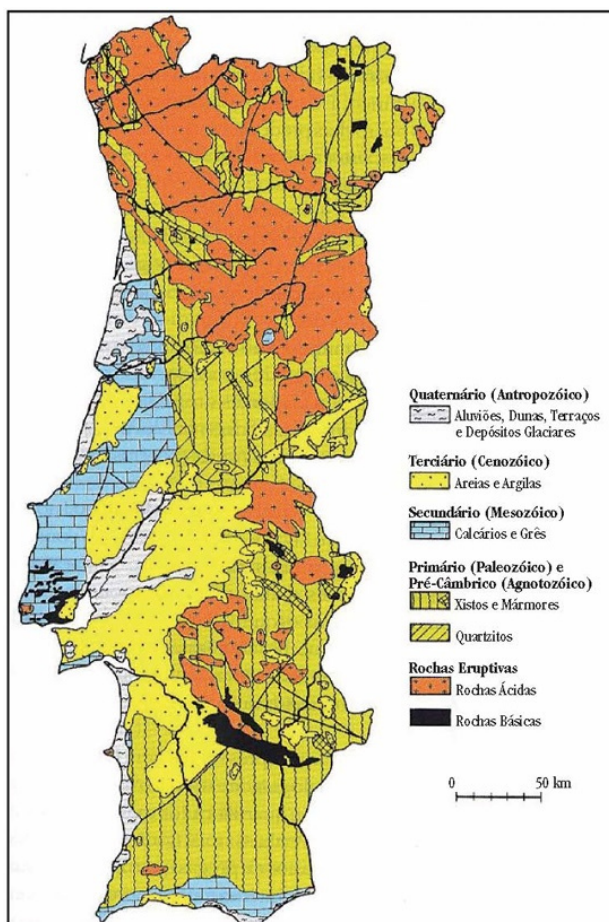 Quaternário (Antropozóico)
Aluviões, Dunas, Terraços
e Depósitos Glaciares
Terciário (Cenozóico)
Areias e Argilas
Secundário (Mesozóico)
Calcários e Grês
Primário (Paleozóico) e
Pré-Câmbrico (Agnotozóico)
Xistos e Mármores
Quartzitos
Rochas Eruptivas
Rochas Ácidas
Rochas Básicas
0 50 km